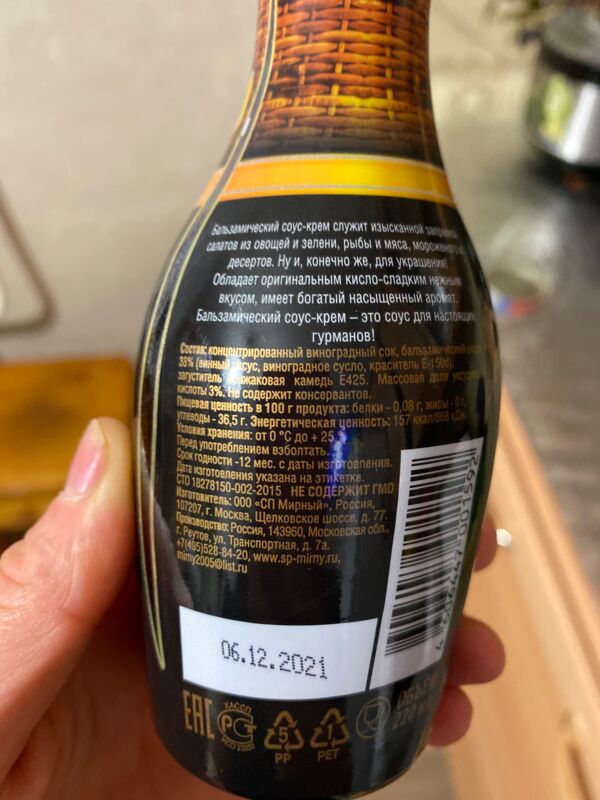 Бальзамический соус-крем служит изысканной заправкой
салатов из овощей и зелени, рыбы и мяса, мороженого и
десертов. Ну и, конечно же, для украшения!
Обладает оригинальным кисло-сладким нежным
вкусом, имеет богатый насыщенный аромат.
Бальзамический соус-крем – это соус для настоящих
гурманов!
Состав: концентрированный виноградный сок, бальзамический уксус
38% (винный уксус, виноградное сусло, краситель Е-150d),
загуститель конжаковая камедь Е425. Массовая доля уксусной
кислоты 3%. Не содержит консервантов.
Пищевая ценность в 100 г продукта: белки - 0,08 г, жиры - 0 г,
углеводы - 36,5 г. Энергетическая ценность: 157 ккал/668 кДж.
Условия хранения: от 0 °С до + 25
Перед употреблением взболтать.
Срок годности -12 мес. с даты изготовления.
Дата изготовления указана на этикетке.
СТО 18278150-002-2015 НЕ СОДЕРЖИТ ГМО
Изготовитель: ООО «СП Мирный», Россия,
107207, г. Москва, Щелковское шоссе, д. 77.
Производство: Россия, 143960, Московская обл.,
г. Реутов, ул. Транспортная, д. 7а.
+7(495)528-84-20, www.sp-mirny.ru,
mirny2005@list.ru
06.12.2021
EAC
ХАССП
РСТ
5
PP
1
PET
ОБЪЕМ
220